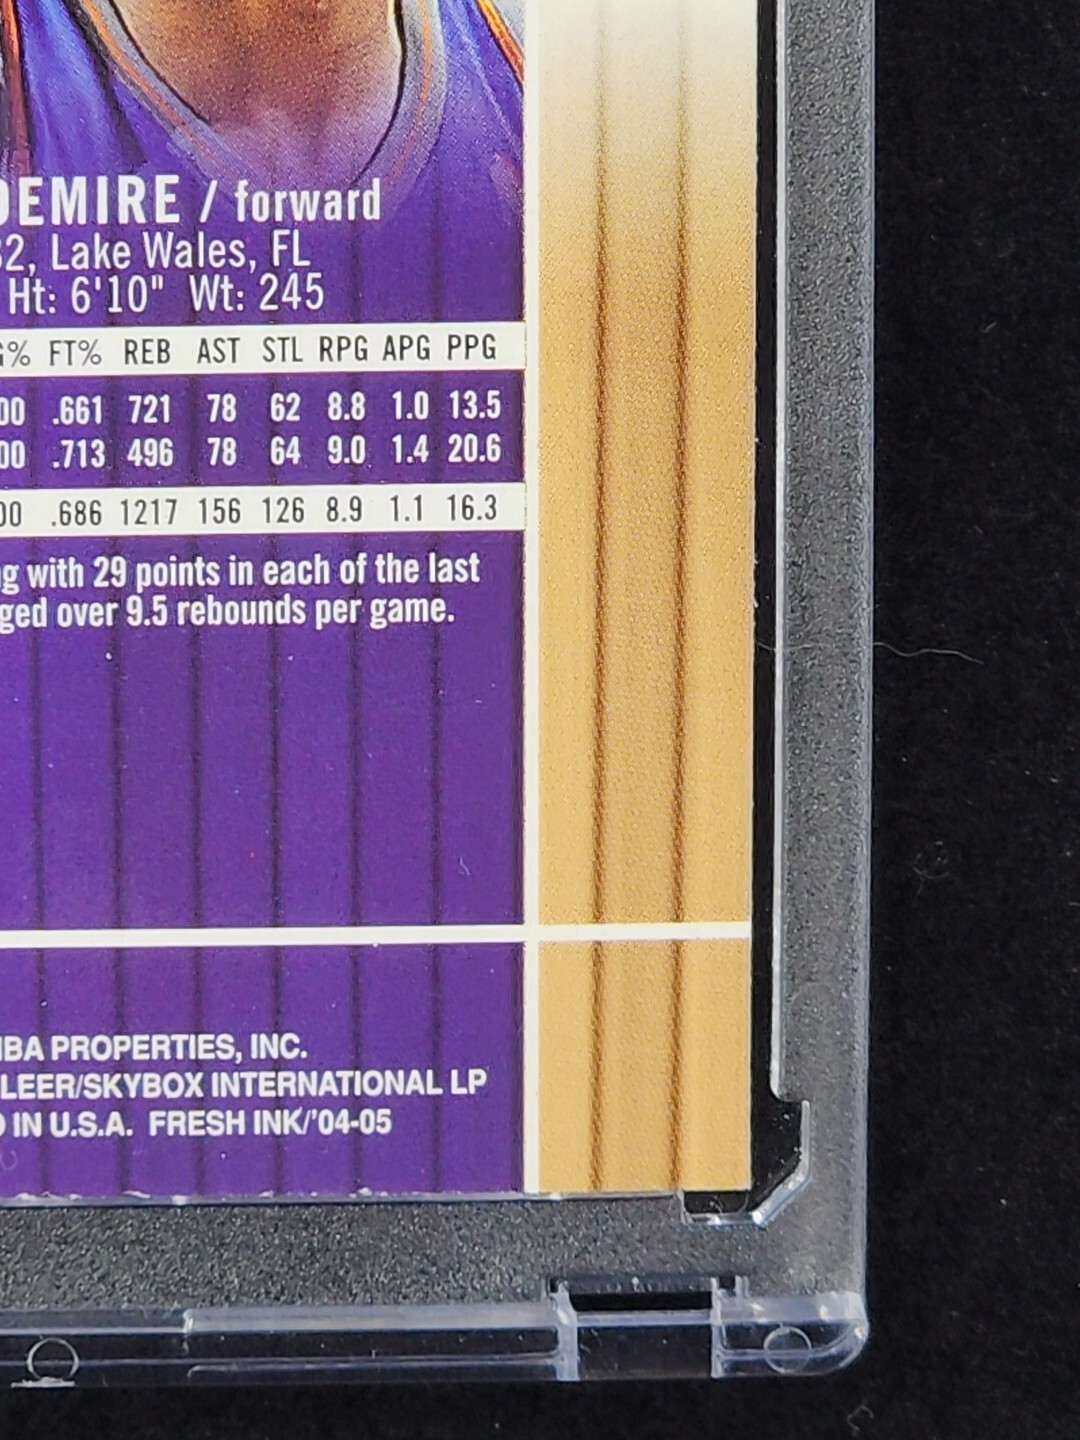 DEMIRE / forward
32, Lake Wales, FL
Ht: 6'10" Wt: 245
G% FT% REB AST STL RPG APG PPG
00 .661 721 78 62 8.8 1.0 13.5
00 .713 496 78 64 9.0 1.4 20.6
00 .686 1217 156 126 8.9 1.1 16.3
g with 29 points in each of the last
ged over 9.5 rebounds per game.
NBA PROPERTIES, INC.
LEER/SKYBOX INTERNATIONAL LP
D IN U.S.A. FRESH INK/'04-05